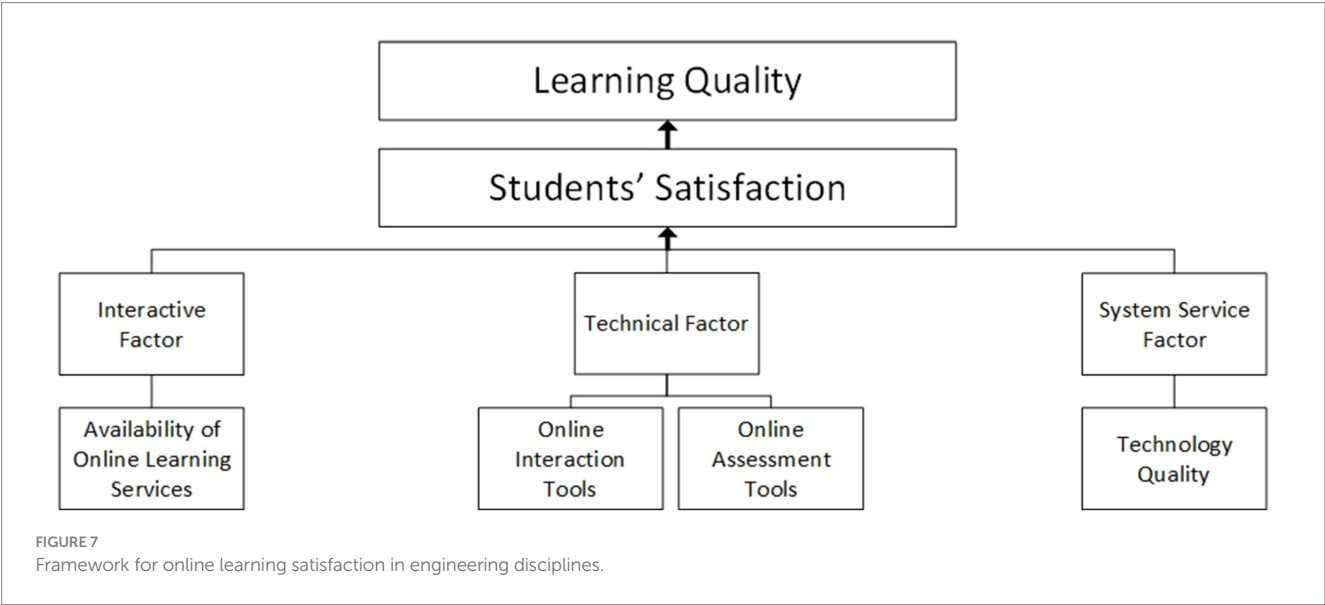 Learning Quality
Students’ Satisfaction
Interactive
Factor
Technical Factor
System Service
Factor
Availability of
Online Learning
Services
Online
Interaction
Tools
Online
Assessment
Tools
Technology
Quality
FIGURE 7
Framework for online learning satisfaction in engineering disciplines.